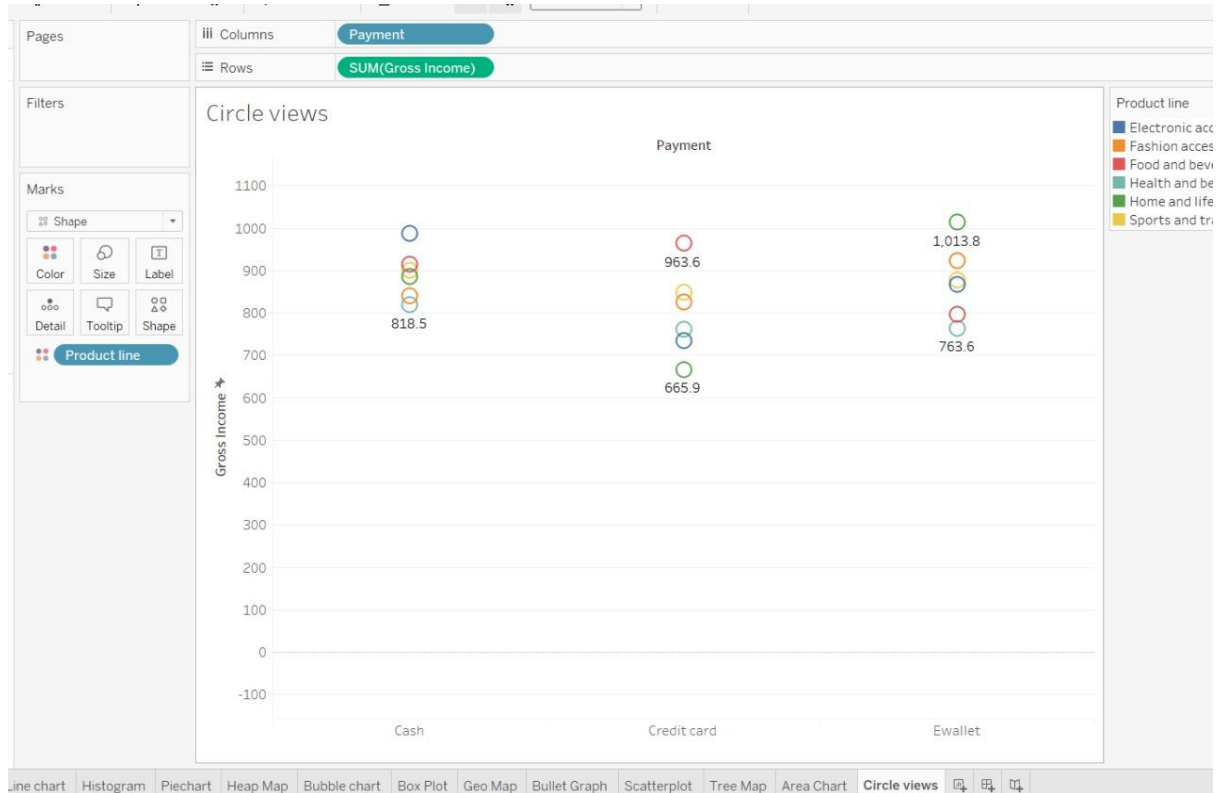 Pages
iii Columns
Payment
Rows
SUM(Gross Income)
Filters
Marks
Shape
Color
Size
Label
Detail
Tooltip
Shape
Product line
Circle views
Payment
1100
1000
900
800
700
600
500
400
300
200
100
0
-100
Gross Income
818.5
963.6
665.9
1,013.8
763.6
Cash
Credit card
Ewallet
Product line
Electronic acc
Fashion acces
Food and beve
Health and be
Home and life
Sports and tra
ine chart Histogram Piechart Heap Map Bubble chart Box Plot Geo Map Bullet Graph Scatterplot Tree Map Area Chart Circle views